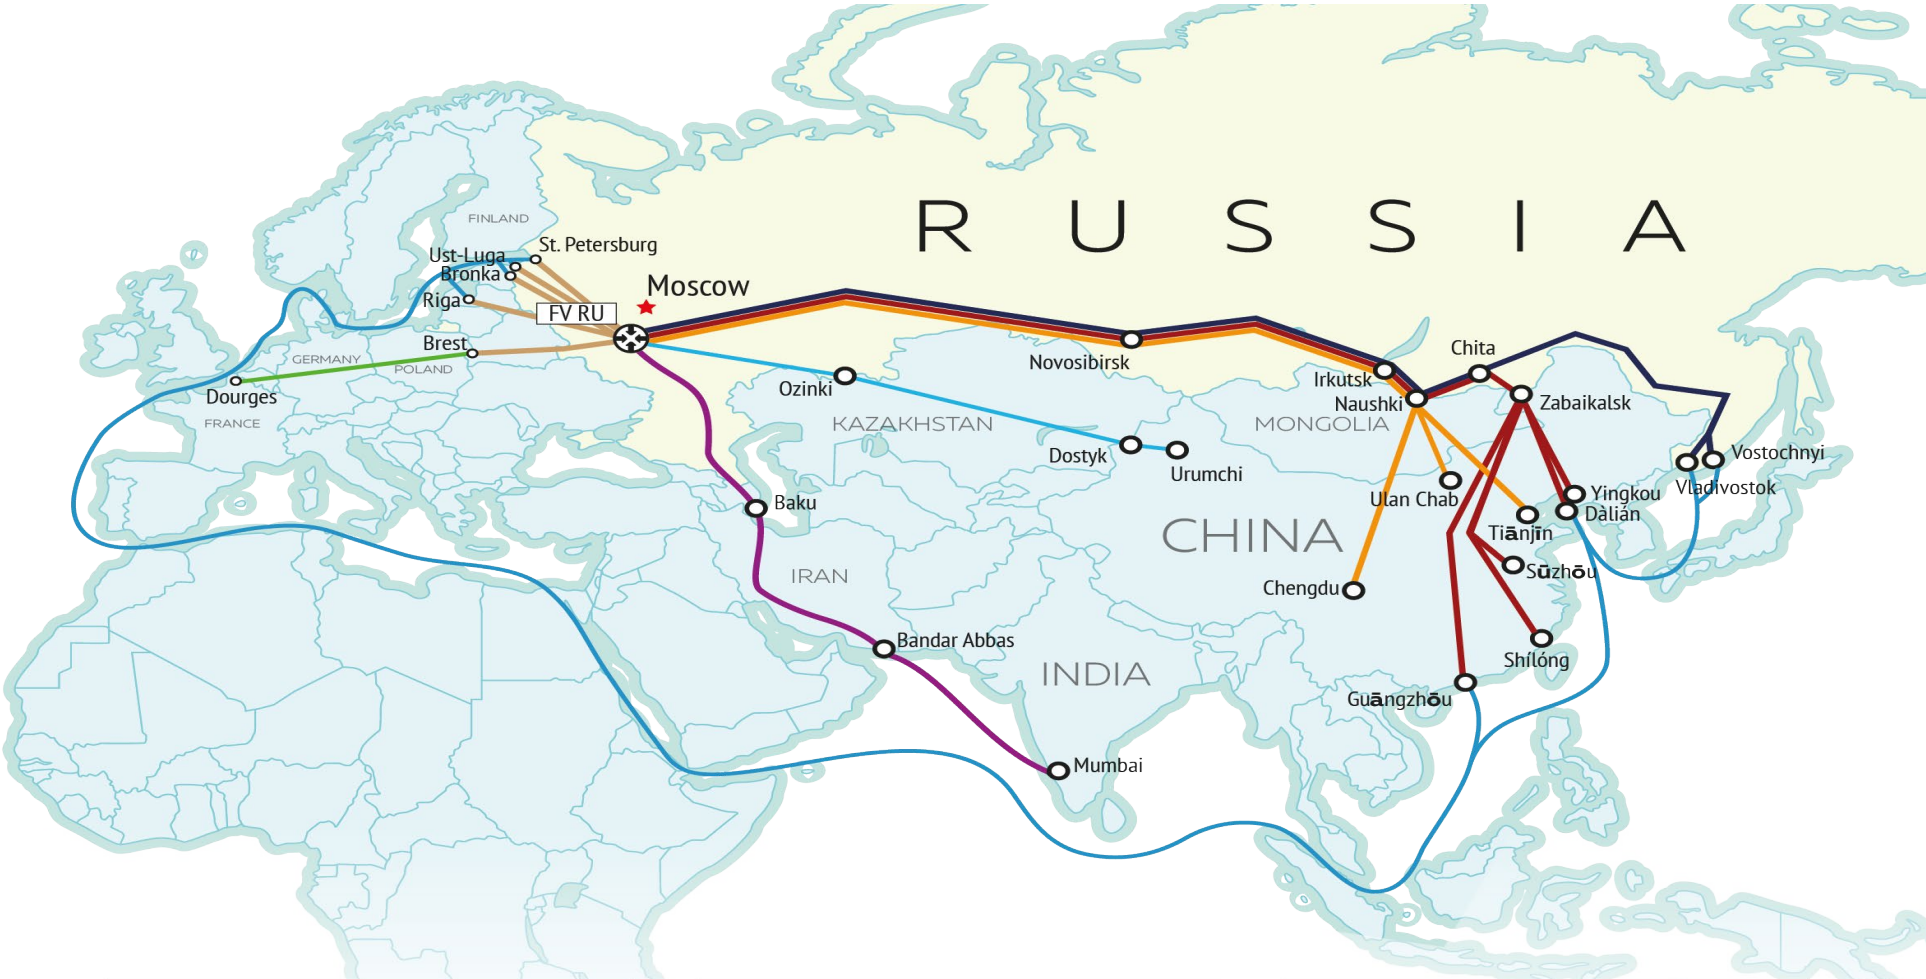 RUSSIA
FINLAND
St. Petersburg
Ust-Luga
Bronka
Moscow
Riga
FV RU
Brest
GERMANY
POLAND
Dourges
FRANCE
Novosibirsk
Ozinki
Irkutsk
Chita
Naushki
Zabaikalsk
KAZAKHSTAN
MONGOLIA
Dostyk
Urumchi
Vostochnyi
Vladivostok
Ulan Chab
Yingkou
Dàlián
Baku
Tiānjīn
CHINA
IRAN
Sūzhōu
Chengdu
Bandar Abbas
Shílóng
INDIA
Guāngzhōu
Mumbai